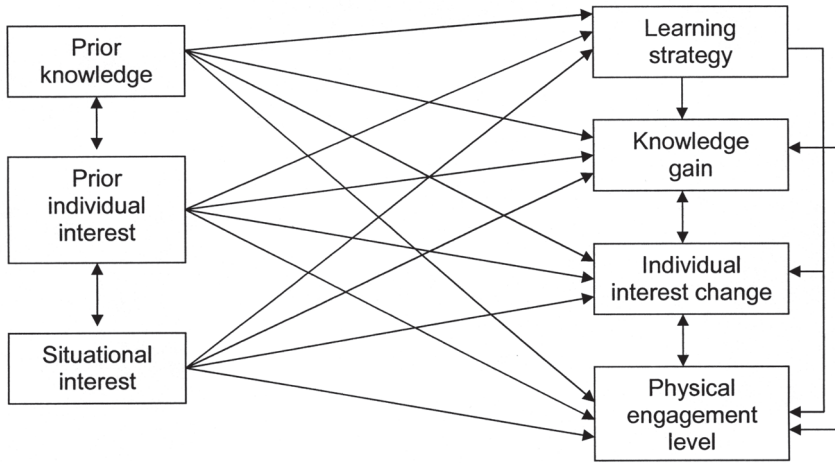 Prior
knowledge
Prior
individual
interest
Situational
interest
Learning
strategy
Knowledge
gain
Individual
interest change
Physical
engagement
level